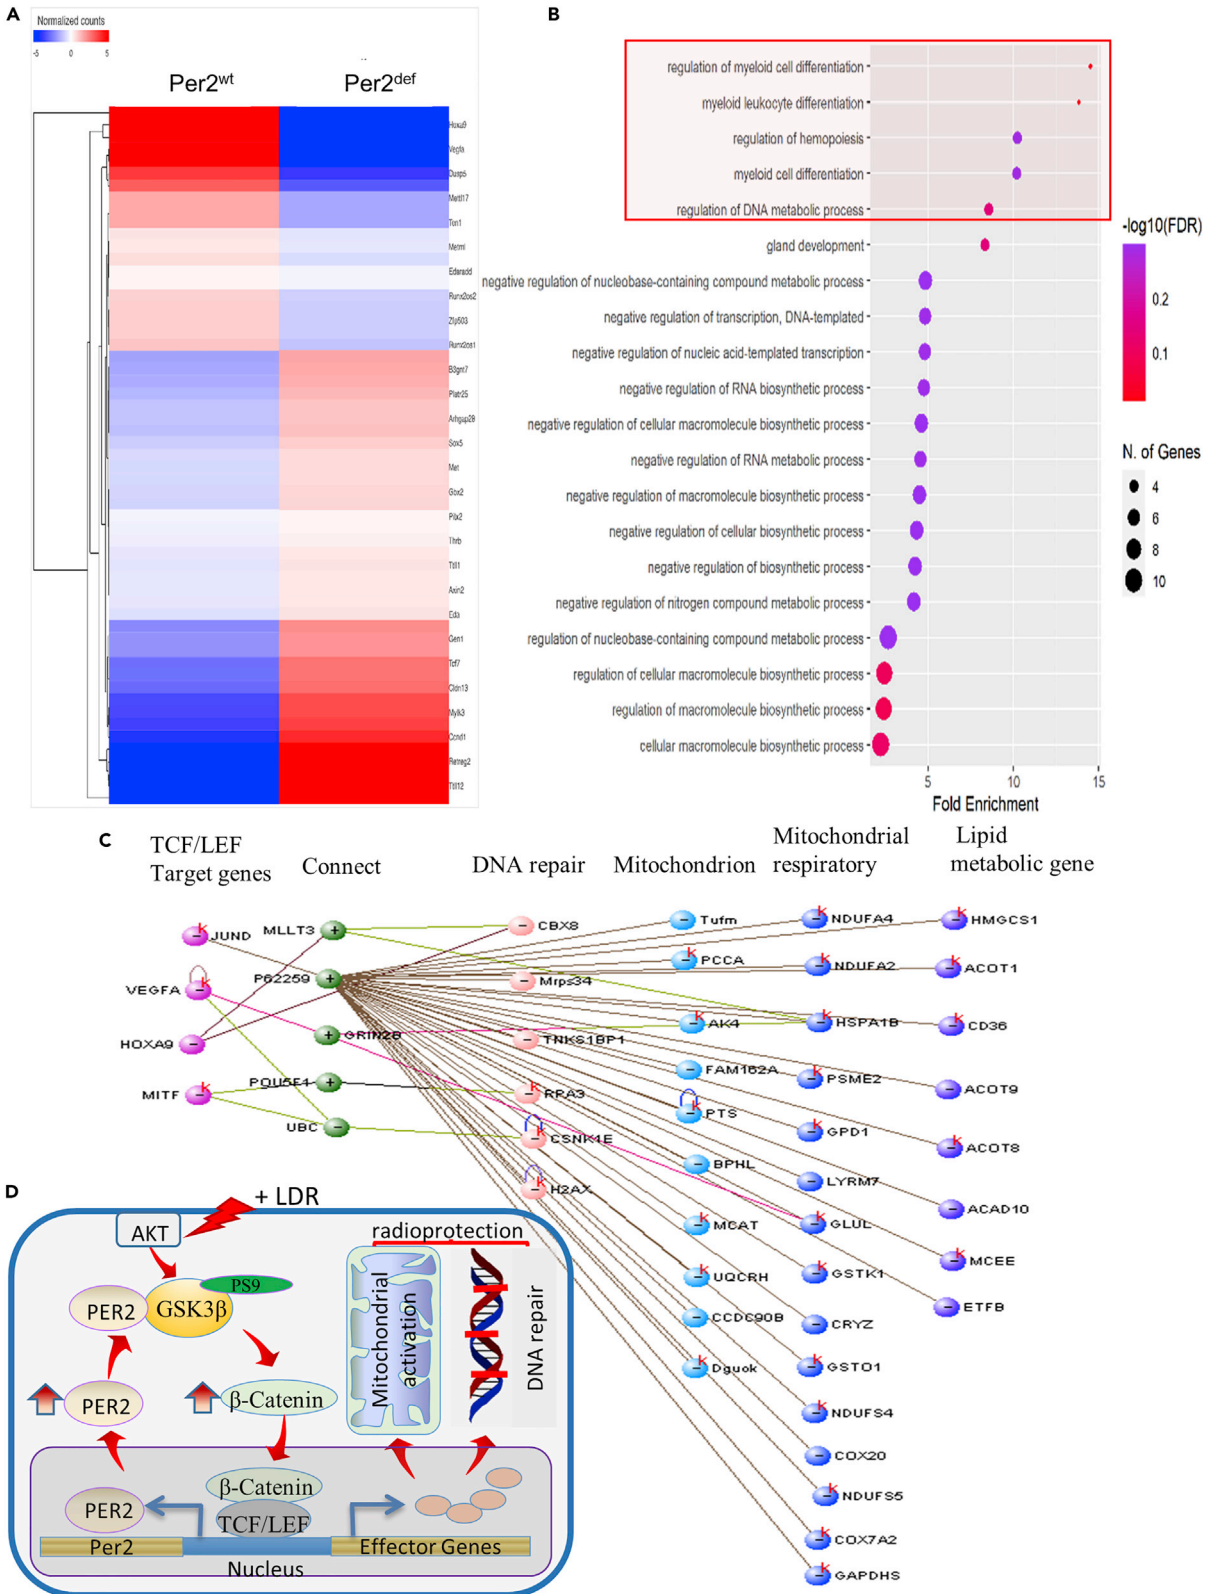 A
Normalized counts
-5 0 5
Per2wt Per2def
Hoxa9
Vegfa
Dusp5
Mettl17
Ton1
Metrnl
Edaradd
Runx2os2
Zfp503
Runx2os1
B3gnt7
Platr25
Arhgap28
Sox5
Met
Gbx2
Pitx2
Thrb
Ttll1
Axin2
Eda
Gen1
Tcf7
Cldn13
Mylk3
Ccnd1
Retreg2
Ttll12
B
regulation of myeloid cell differentiation
myeloid leukocyte differentiation
regulation of hemopoiesis
myeloid cell differentiation
regulation of DNA metabolic process
gland development
negative regulation of nucleobase-containing compound metabolic process
negative regulation of transcription, DNA-templated
negative regulation of nucleic acid-templated transcription
negative regulation of RNA biosynthetic process
negative regulation of cellular macromolecule biosynthetic process
negative regulation of RNA metabolic process
negative regulation of macromolecule biosynthetic process
negative regulation of cellular biosynthetic process
negative regulation of biosynthetic process
negative regulation of nitrogen compound metabolic process
regulation of nucleobase-containing compound metabolic process
regulation of cellular macromolecule biosynthetic process
regulation of macromolecule biosynthetic process
cellular macromolecule biosynthetic process
5 10 15
Fold Enrichment
-log10(FDR)
0.2
0.1
N. of Genes
4
6
8
10
C
TCF/LEF
Target genes
Connect
DNA repair
Mitochondrion
Mitochondrial
respiratory
Lipid
metabolic gene
JUND
VEGFA
HOXA9
MITF
MLLT3
P62259
GRIN2B
POU5F1
UBC
CBX8
Mrps34
TNKS1BP1
RPA3
CSNK1E
H2AX
Tufm
PCCA
AK4
FAM162A
PTS
BPHL
MCAT
UQCRH
CCDC90B
Dguok
NDUFA4
NDUFA2
HSPA1B
PSME2
GPD1
LYRM7
GLUL
GSTK1
CRYZ
GSTO1
NDUFS4
COX20
NDUFS5
COX7A2
GAPDHS
HMGCS1
ACOT1
CD36
ACOT9
ACOT8
ACAD10
MCEE
ETFB
D
+ LDR
AKT
PS9
PER2
GSK3β
PER2
β-Catenin
radioprotection
Mitochondrial
activation
DNA repair
β-Catenin
PER2
TCF/LEF
Per2
Effector Genes
Nucleus